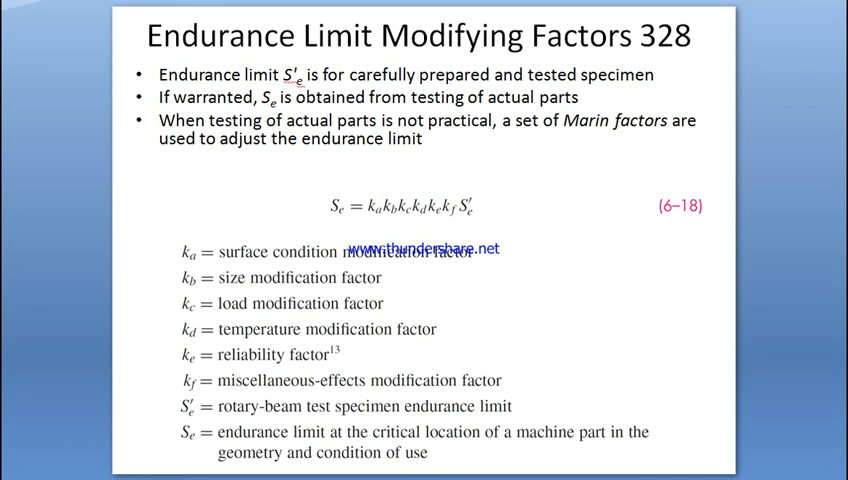 Endurance Limit Modifying Factors 328
• Endurance limit S'e is for carefully prepared and tested specimen
• If warranted, Se is obtained from testing of actual parts
• When testing of actual parts is not practical, a set of Marin factors are
used to adjust the endurance limit
Se = kakbkckdkekf S'e (6–18)
ka = surface condition modification factor
www.thundershare.net
kb = size modification factor
kc = load modification factor
kd = temperature modification factor
ke = reliability factor13
kf = miscellaneous-effects modification factor
S'e = rotary-beam test specimen endurance limit
Se = endurance limit at the critical location of a machine part in the
geometry and condition of use